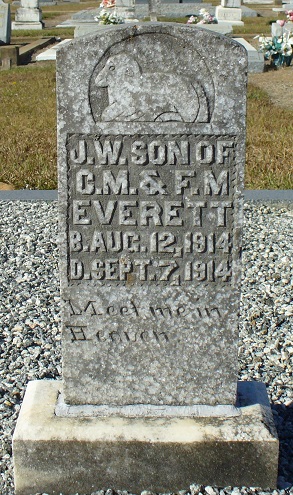 J.W. SON OF
C.M. & F.M
EVERETT
B. AUG. 12, 1914
D. SEPT. 7, 1914
Meet me in
Heaven